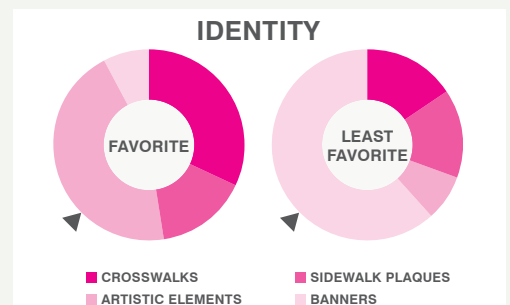 IDENTITY
FAVORITE
LEAST
FAVORITE
CROSSWALKS
SIDEWALK PLAQUES
ARTISTIC ELEMENTS
BANNERS